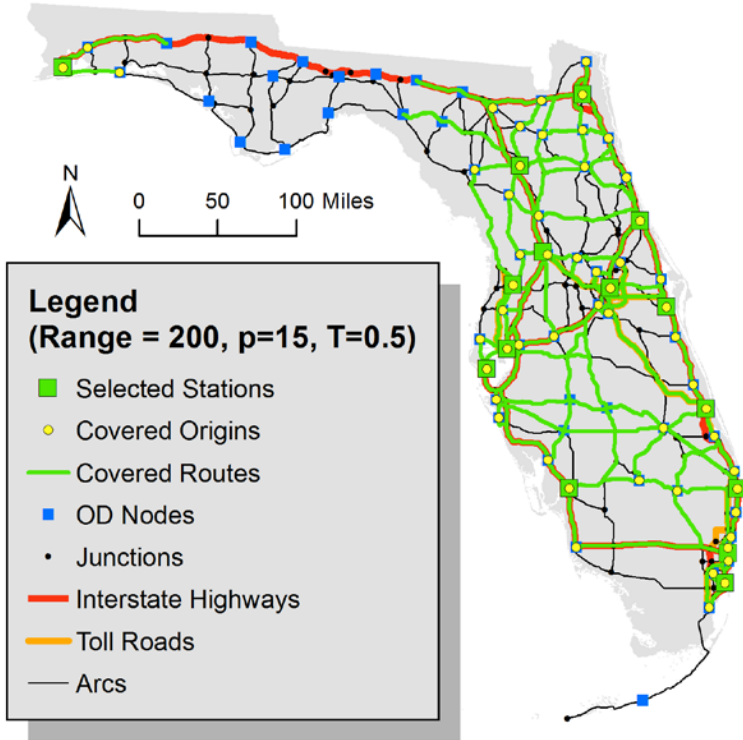 N
0 50 100 Miles
Legend
(Range = 200, p=15, T=0.5)
Selected Stations
Covered Origins
Covered Routes
OD Nodes
Junctions
Interstate Highways
Toll Roads
Arcs